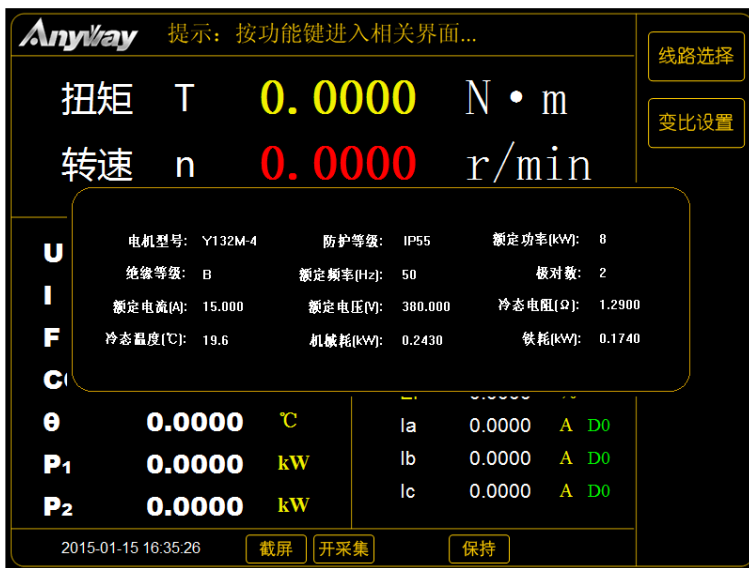 AnyWay 提示：按功能键进入相关界面...
线路选择
扭矩 T 0.0000 N•m
变比设置
转速 n 0.0000 r/min
电机型号: Y132M-4 防护等级: IP55 额定功率(kW): 8
绝缘等级: B 额定频率(Hz): 50 极对数: 2
额定电流(A): 15.000 额定电压(V): 380.000 冷态电阻(Ω): 1.2900
冷态温度(℃): 19.6 机械耗(kW): 0.2430 铁耗(kW): 0.1740
U
I
F
θ 0.0000 ℃ Ia 0.0000 A D0
P1 0.0000 kW Ib 0.0000 A D0
P2 0.0000 kW Ic 0.0000 A D0
2015-01-15 16:35:26 截屏 开采集 保持